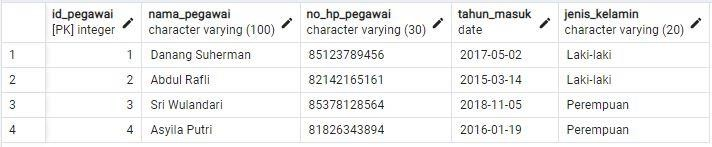 id_pegawai nama_pegawai no_hp_pegawai tahun_masuk jenis_kelamin
[PK] integer character varying (100) character varying (30) date character varying (20)
1 1 Danang Suherman 85123789456 2017-05-02 Laki-laki
2 2 Abdul Rafli 82142165161 2015-03-14 Laki-laki
3 3 Sri Wulandari 85378128564 2018-11-05 Perempuan
4 4 Asyila Putri 81826343894 2016-01-19 Perempuan